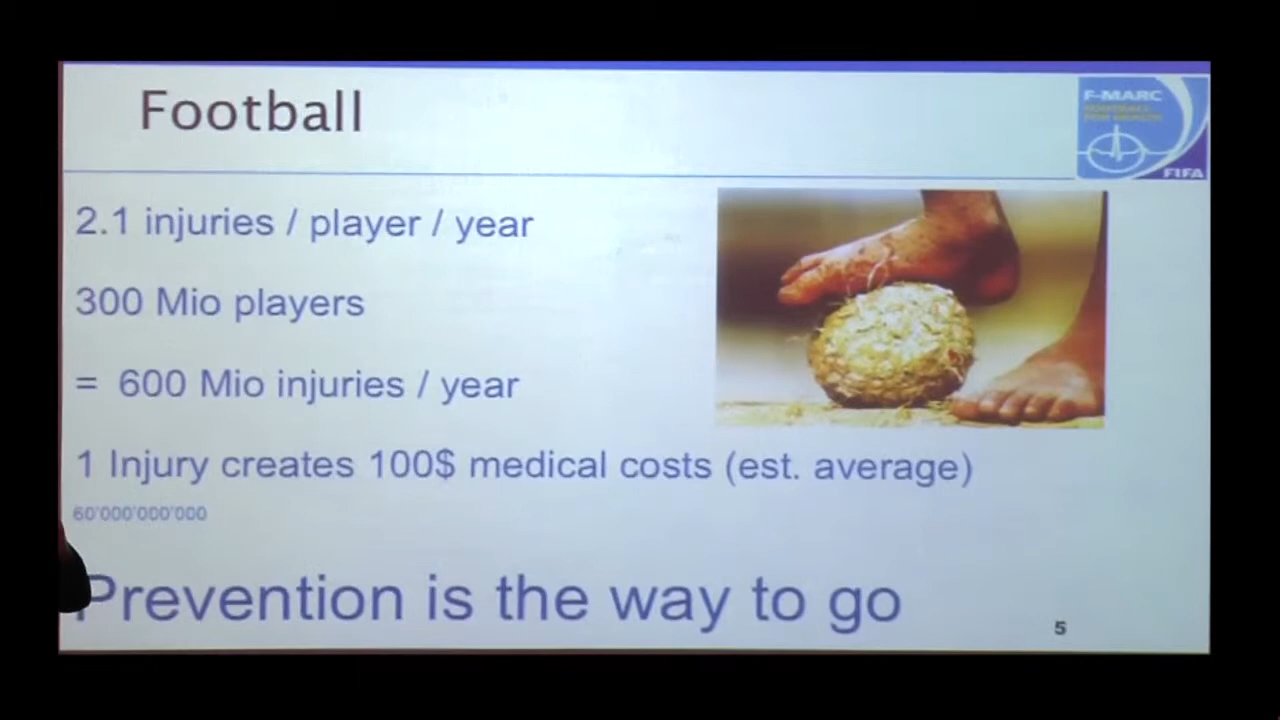 Football
F-MARC
FIFA
2.1 injuries / player / year
300 Mio players
= 600 Mio injuries / year
1 Injury creates 100$ medical costs (est. average)
60'000'000'000
Prevention is the way to go
5